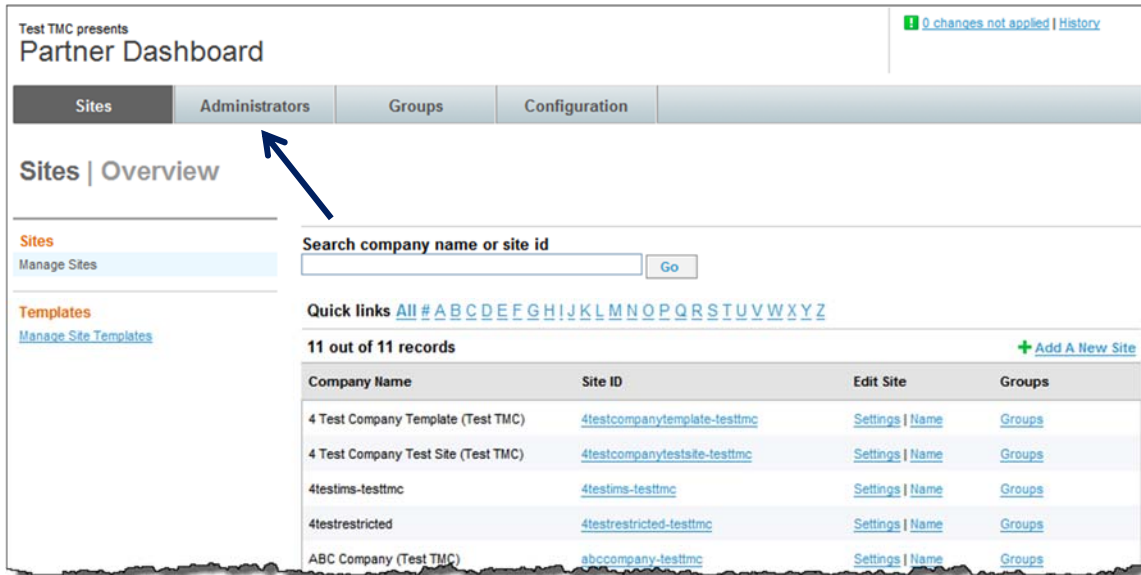 Test TMC presents
Partner Dashboard
0 changes not applied | History
Sites Administrators Groups Configuration
Sites | Overview
Sites
Manage Sites
Templates
Manage Site Templates
Search company name or site id
Go
Quick links All # A B C D E F G H I J K L M N O P Q R S T U V W X Y Z
11 out of 11 records
Add A New Site
Company Name Site ID Edit Site Groups
4 Test Company Template (Test TMC) 4testcompanytemplate-testtmc Settings | Name Groups
4 Test Company Test Site (Test TMC) 4testcompanytestsite-testtmc Settings | Name Groups
4testims-testtmc 4testims-testtmc Settings | Name Groups
4testrestricted 4testrestricted-testtmc Settings | Name Groups
ABC Company (Test TMC) abccompany-testtmc Settings | Name Groups